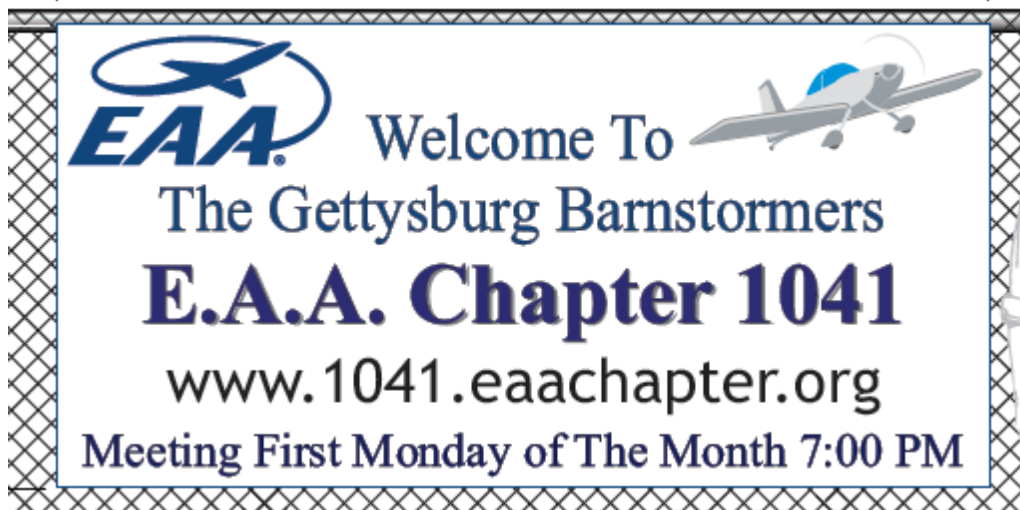 EAA®
Welcome To
The Gettysburg Barnstormers
E.A.A. Chapter 1041
www.1041.eaachapter.org
Meeting First Monday of The Month 7:00 PM